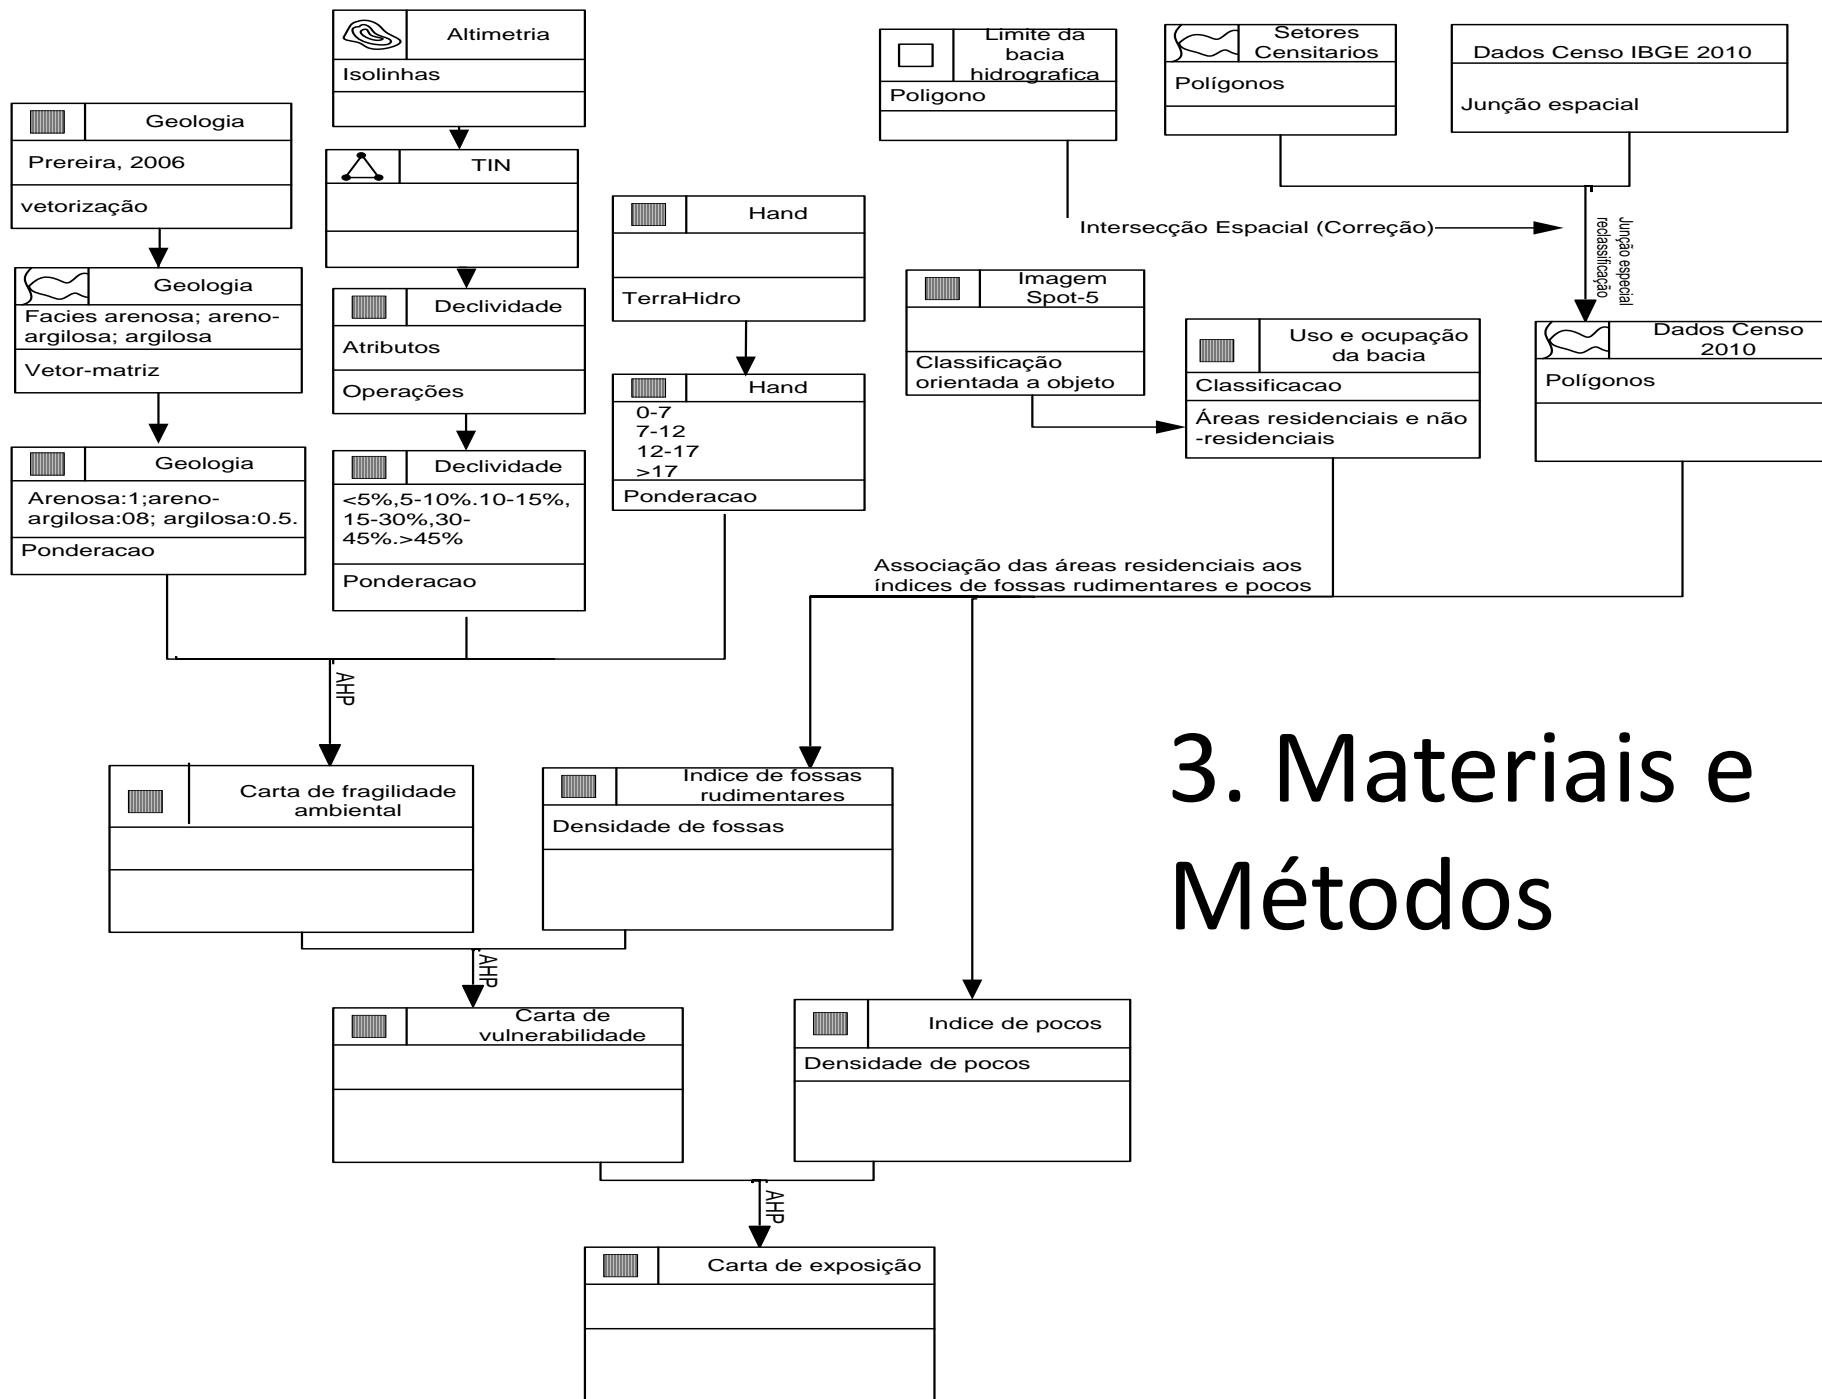 Altimetria
Isolinhas
Limite da
bacia
hidrografica
Poligono
Setores
Censitarios
Polígonos
Dados Censo IBGE 2010
Junção espacial
Geologia
Prereira, 2006
vetorização
TIN
Hand
TerraHidro
Intersecção Espacial (Correção)
Junção especial
reclassificação
Geologia
Facies arenosa; areno-
argilosa; argilosa
Vetor-matriz
Declividade
Atributos
Operações
Imagem
Spot-5
Classificação
orientada a objeto
Uso e ocupação
da bacia
Classificacao
Áreas residenciais e não
-residenciais
Dados Censo
2010
Polígonos
Hand
0-7
7-12
12-17
>17
Ponderacao
Geologia
Arenosa:1;areno-
argilosa:08; argilosa:0.5.
Ponderacao
Declividade
<5%,5-10%.10-15%,
15-30%,30-
45%.>45%
Ponderacao
Associação das áreas residenciais aos
índices de fossas rudimentares e pocos
AHP
3. Materiais e
Métodos
Carta de fragilidade
ambiental
Indice de fossas
rudimentares
Densidade de fossas
AHP
Carta de
vulnerabilidade
Indice de pocos
Densidade de pocos
AHP
Carta de exposição